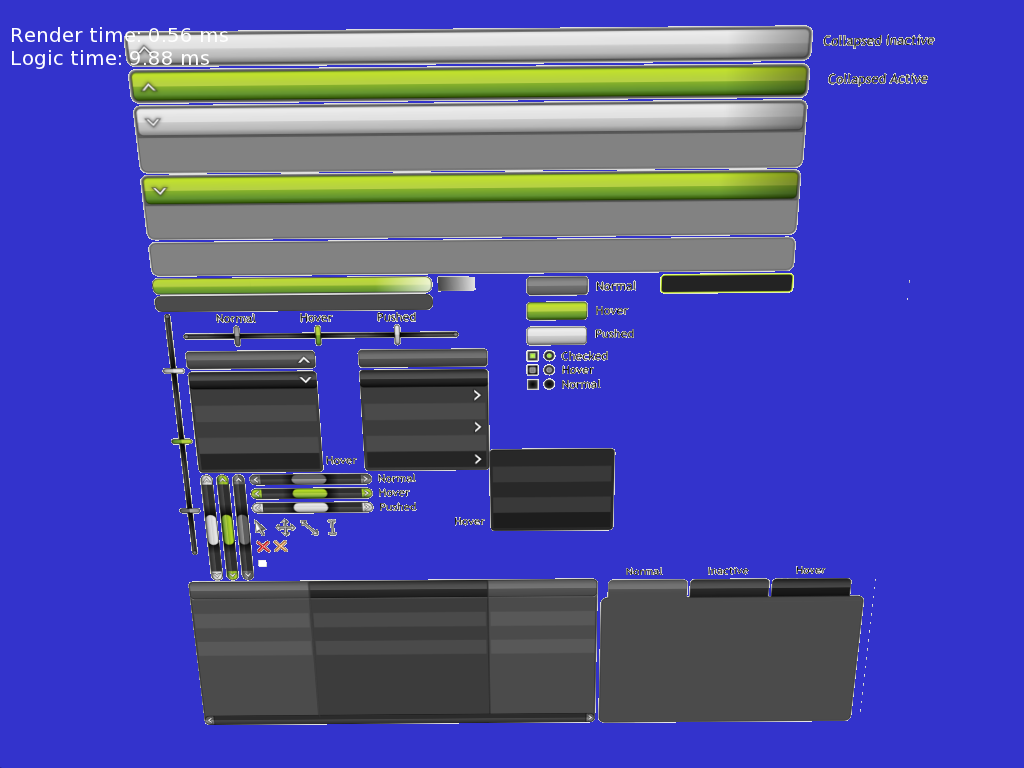 Render time: 0.56 ms
Logic time: 9.88 ms
Collapsed Inactive
Collapsed Active
Normal
Hover
Pushed
Normal Hover Pushed
Checked
Hover
Normal
Hover
Normal
Hover
Pushed
Hover
Normal Inactive Hover